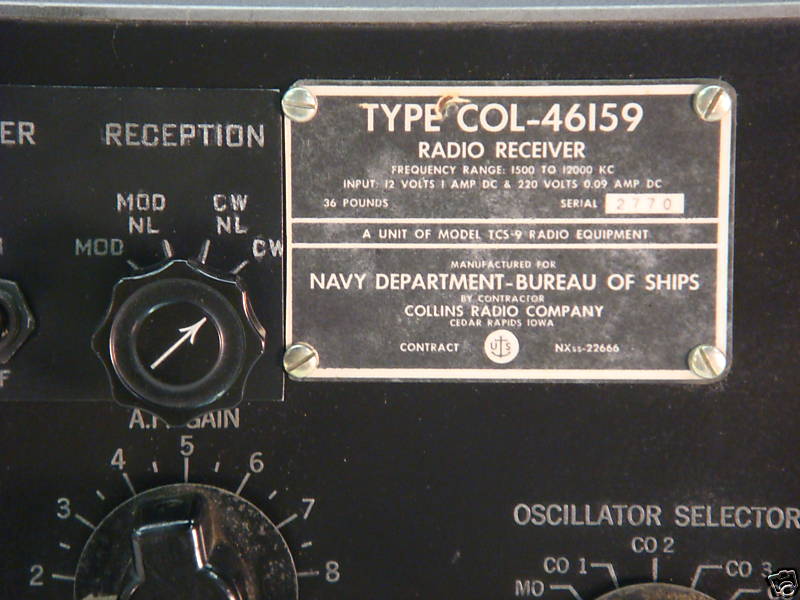 ER
RECEPTION
MOD
NL
CW
NL
MOD
CW
TYPE COL-46159
RADIO RECEIVER
FREQUENCY RANGE: 1500 TO 12000 KC
INPUT: 12 VOLTS 1 AMP DC & 220 VOLTS 0.09 AMP DC
36 POUNDS SERIAL 2770
A UNIT OF MODEL TCS-9 RADIO EQUIPMENT
MANUFACTURED FOR
NAVY DEPARTMENT-BUREAU OF SHIPS
BY CONTRACTOR
COLLINS RADIO COMPANY
CEDAR RAPIDS IOWA
CONTRACT U S NXss-22666
F
A.F. GAIN
2 3 4 5 6 7 8
OSCILLATOR SELECTOR
MO CO 1 CO 2 CO 3